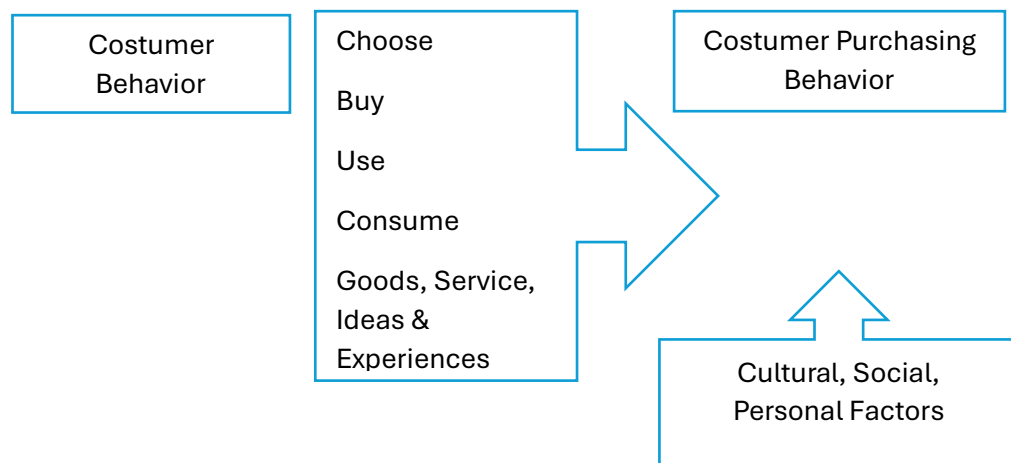 Costumer
Behavior
Choose
Buy
Use
Consume
Goods, Service,
Ideas &
Experiences
Costumer Purchasing
Behavior
Cultural, Social,
Personal Factors